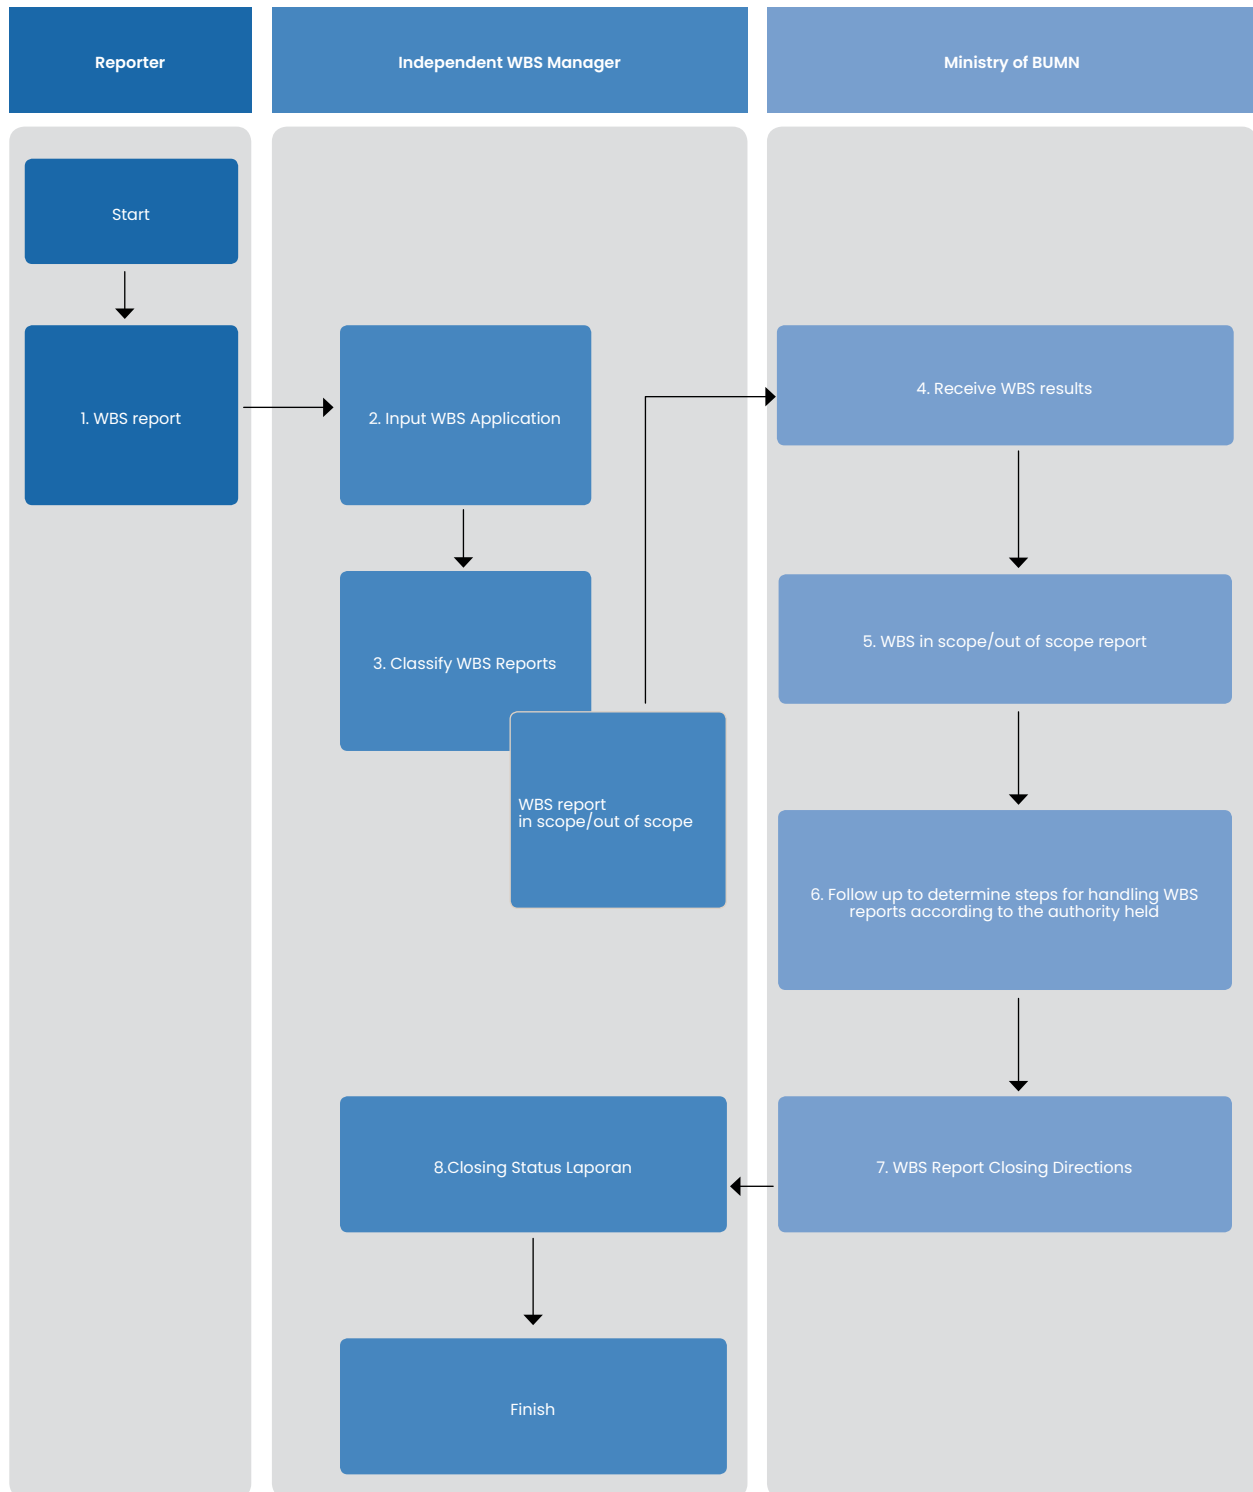 Reporter
Independent WBS Manager
Ministry of BUMN
Start
1. WBS report
2. Input WBS Application
4. Receive WBS results
3. Classify WBS Reports
5. WBS in scope/out of scope report
WBS report
in scope/out of scope
6. Follow up to determine steps for handling WBS
reports according to the authority held
8.Closing Status Laporan
7. WBS Report Closing Directions
Finish